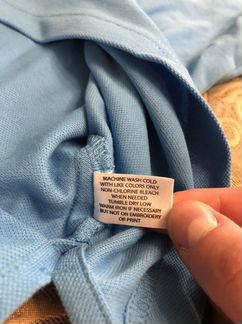 MACHINE WASH COLD
WITH LIKE COLORS ONLY
NON-CHLORINE BLEACH
WHEN NEEDED
TUMBLE DRY LOW
WARM IRON IF NECESSARY
BUT NOT ON EMBROIDERY
OR PRINT